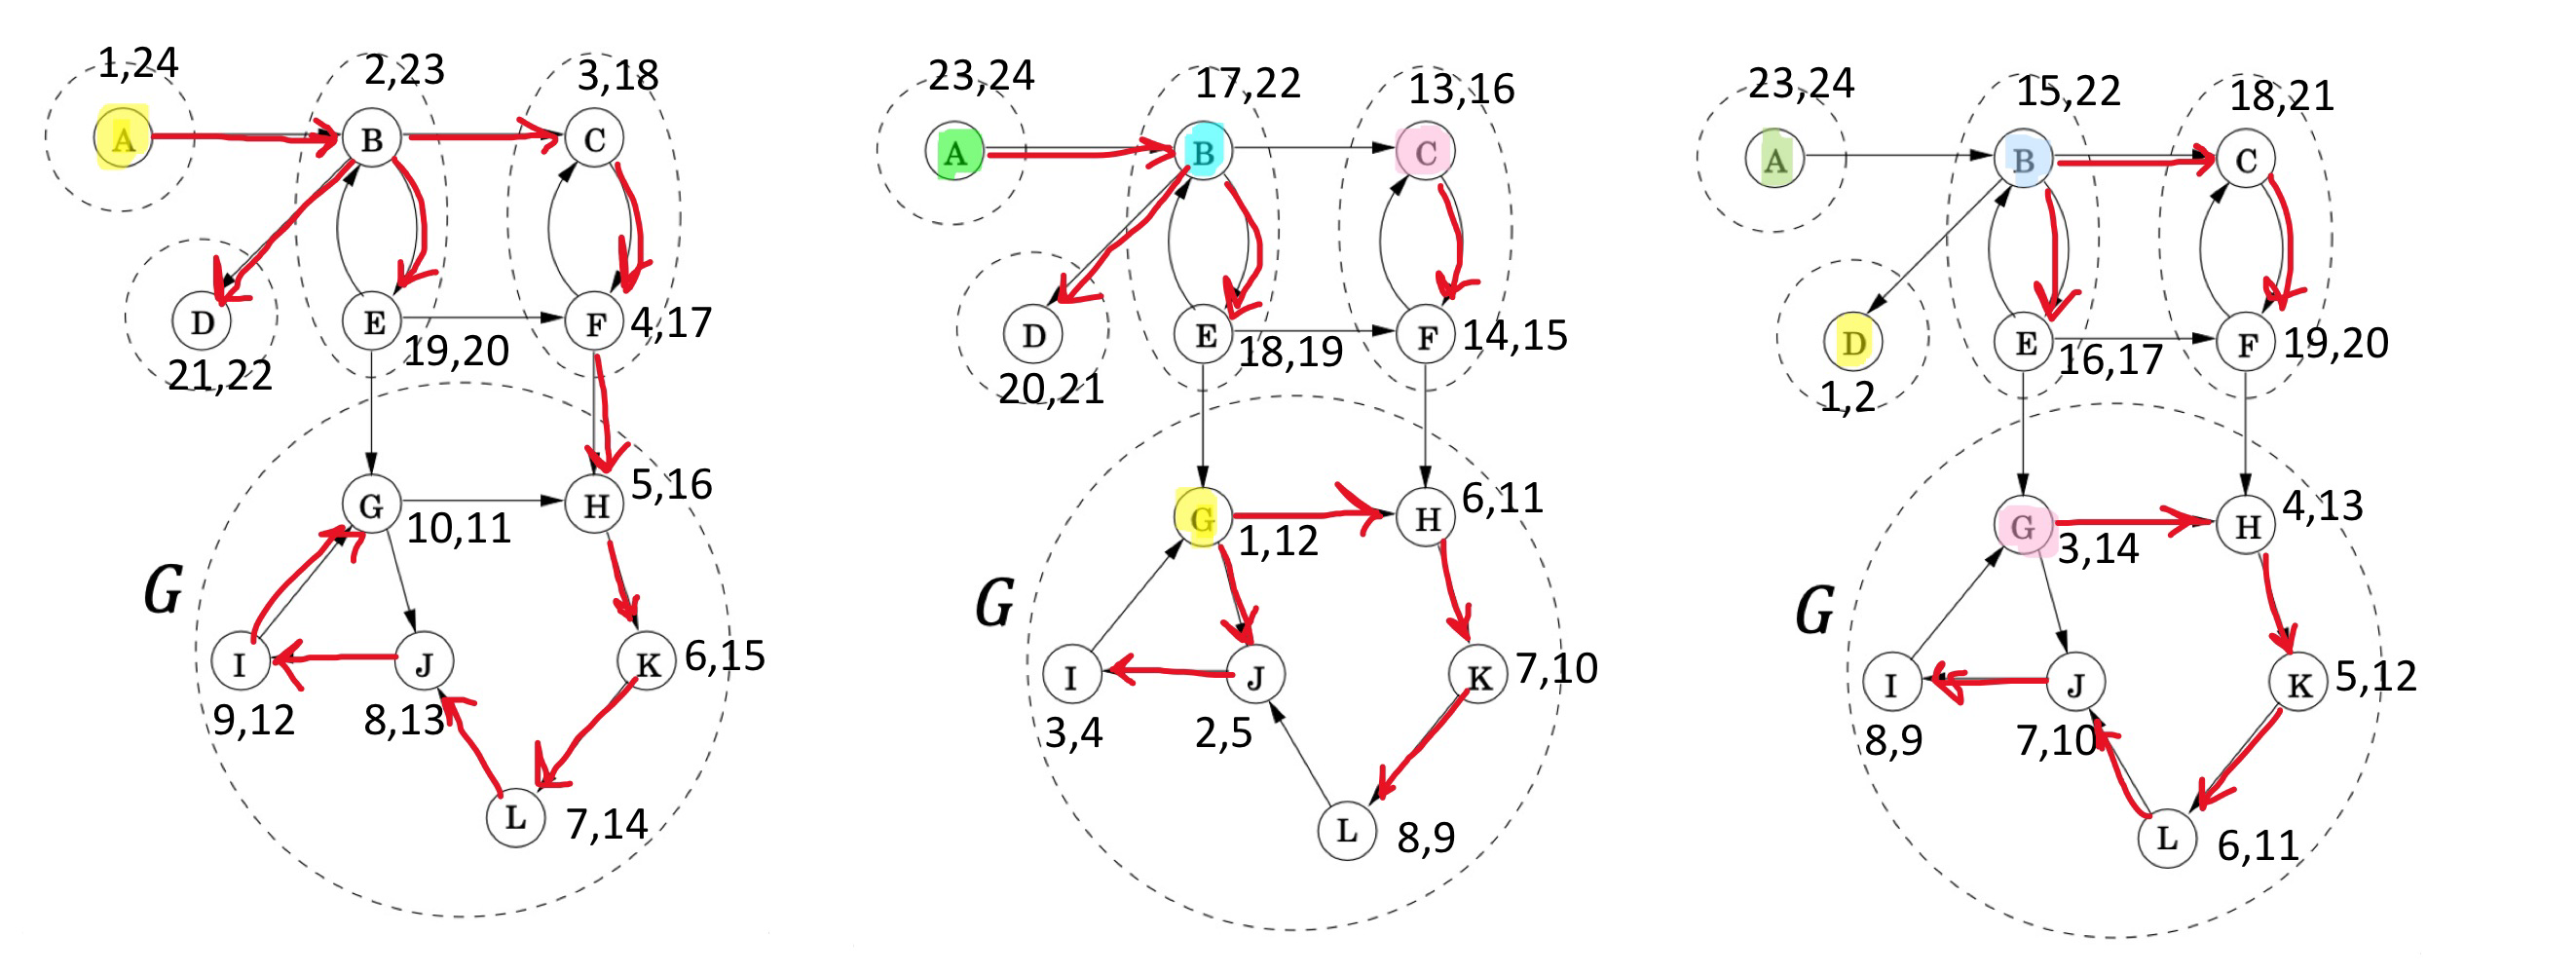 1,24
2,23
3,18
A
B
C
D
E
F
4,17
21,22
19,20
G
10,11
H
5,16
G
I
J
K
6,15
9,12
8,13
L
7,14
23,24
17,22
13,16
A
B
C
D
E
F
14,15
20,21
18,19
G
1,12
H
6,11
G
I
J
K
7,10
3,4
2,5
L
8,9
23,24
15,22
18,21
A
B
C
D
E
F
19,20
1,2
16,17
G
3,14
H
4,13
G
I
J
K
5,12
8,9
7,10
L
6,11